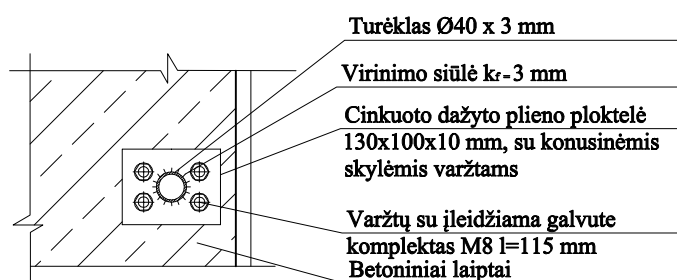 Turėklas Ø40 x 3 mm
Virinimo siūlė kf=3 mm
Cinkuoto dažyto plieno ploktelė
130x100x10 mm, su konusinėmis
skylėmis varžtams
Varžtų su įleidžiama galvute
komplektas M8 l=115 mm
Betoniniai laiptai